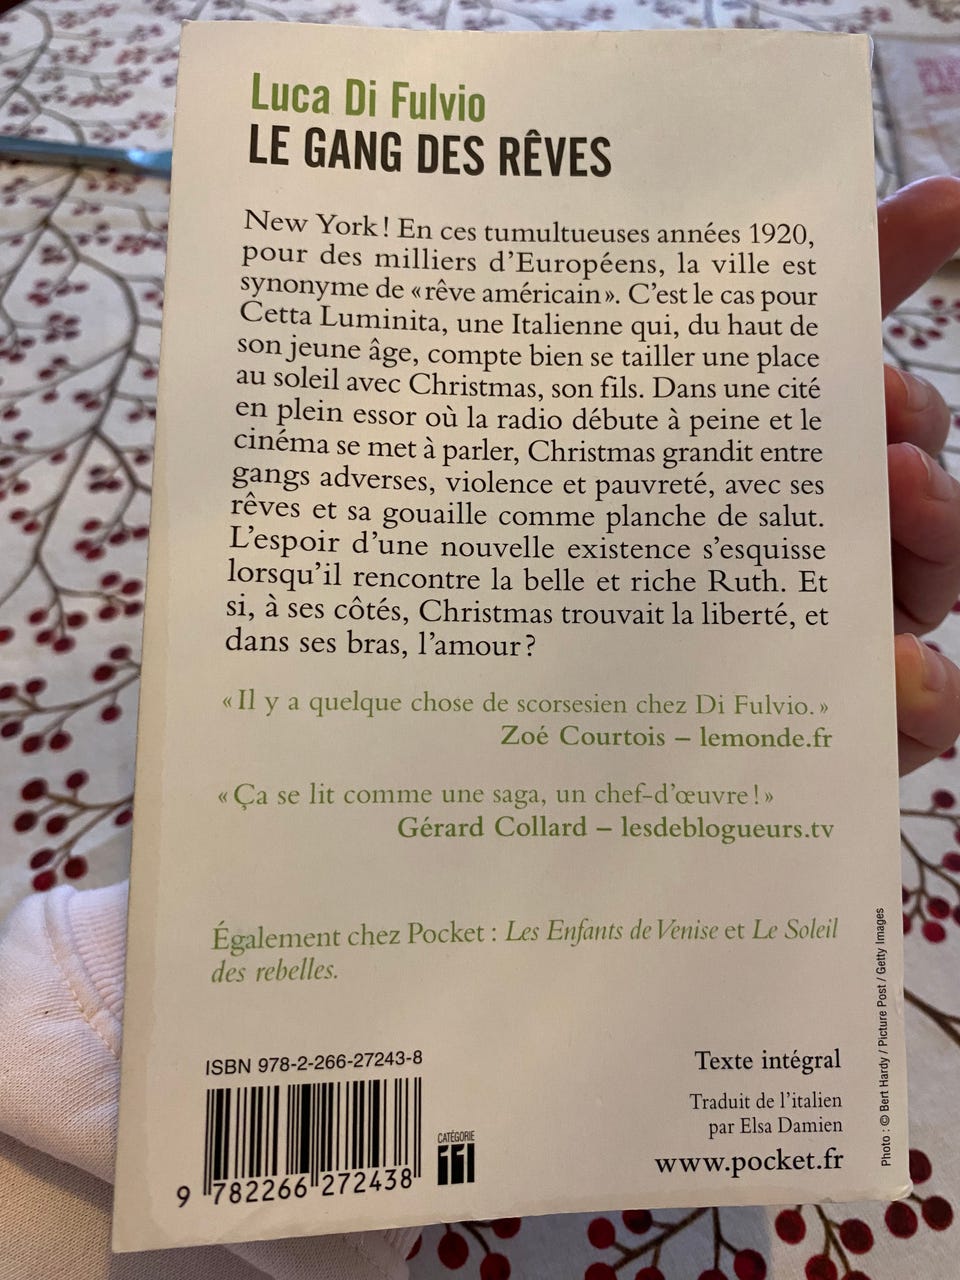 Luca Di Fulvio
LE GANG DES RÊVES
New York ! En ces tumultueuses années 1920,
pour des milliers d'Européens, la ville est
synonyme de « rêve américain ». C'est le cas pour
Cetta Luminita, une Italienne qui, du haut de
son jeune âge, compte bien se tailler une place
au soleil avec Christmas, son fils. Dans une cité
en plein essor où la radio débute à peine et le
cinéma se met à parler, Christmas grandit entre
gangs adverses, violence et pauvreté, avec ses
rêves et sa gouaille comme planche de salut.
L'espoir d'une nouvelle existence s'esquisse
lorsqu'il rencontre la belle et riche Ruth. Et
si, à ses côtés, Christmas trouvait la liberté, et
dans ses bras, l'amour ?
« Il y a quelque chose de scorsesien chez Di Fulvio. »
Zoé Courtois – lemonde.fr
« Ça se lit comme une saga, un chef-d'œuvre ! »
Gérard Collard – lesdeblogueurs.tv
Également chez Pocket : Les Enfants de Venise et Le Soleil
des rebelles.
Photo : © Bert Hardy / Picture Post / Getty Images
ISBN 978-2-266-27243-8
9 782266 272438
CATÉGORIE
11
Texte intégral
Traduit de l'italien
par Elsa Damien
www.pocket.fr